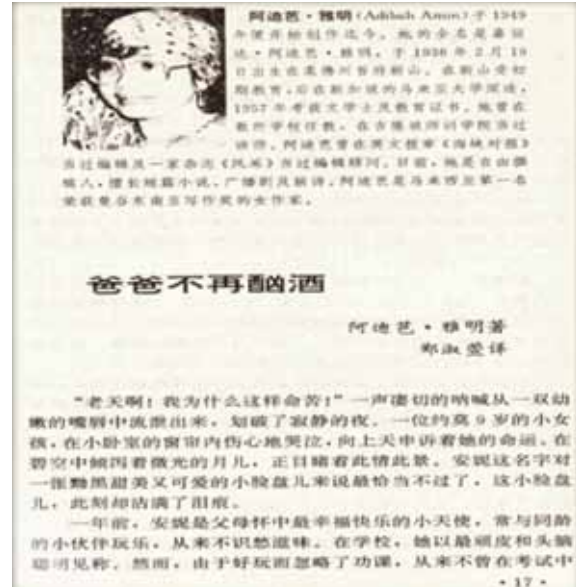 阿迪芭·雅明(Adibah Amin)于1949
年便开始创作迄今。她的全名是嘉丽
达·阿迪芭·雅明，于1936年2月19
日出生在柔佛州首府新山。在新山受初
期教育，后在新加坡的马来亚大学深造，
1957年考获文学士及教育证书。她曾在
数所学校任教，在吉隆坡师训学院当过
讲师。阿迪芭曾在英文报章《海峡时报》
当过编辑及一家杂志《风采》当过编辑顾问。目前，她是自由撰
稿人，擅长短篇小说、广播剧及翻译。阿迪芭是马来西亚第一名
荣获曼谷东南亚写作奖的女作家。
爸爸不再酗酒
阿迪芭·雅明著
郑淑萤译
“老天啊！我为什么这样命苦！”一声凄切的呐喊从一双幼
嫩的嘴唇中流泄出来，划破了寂静的夜。一位约莫9岁的小女
孩，在小卧室的窗帘内伤心地哭泣，向上天申诉着她的命运。在
碧空中倾泻着微光的月儿，正目睹着此情此景。安妮这名字对
一张黝黑甜美又可爱的小脸盘儿来说最恰当不过了，这小脸盘
儿，此刻却沾满了泪痕。
一年前，安妮是父母怀中最幸福快乐的小天使，常与同龄
的小伙伴玩乐，从来不识愁滋味。在学校，她以最顽皮和头脑
聪明见称。然而，由于好玩而忽略了功课，从来不曾在考试中
·17·